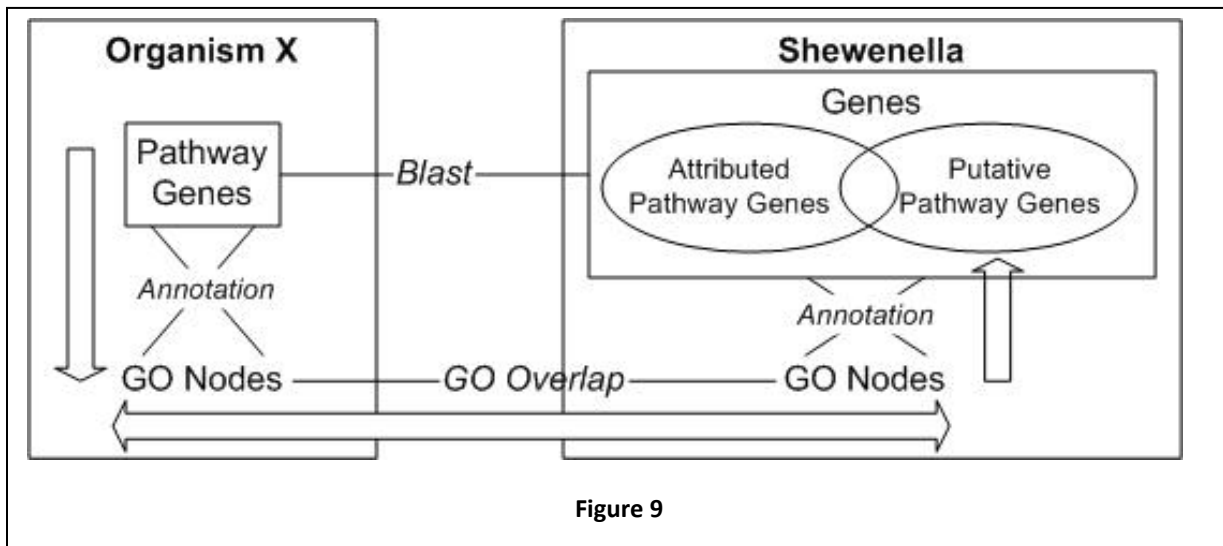 Organism X
Shewenella
Genes
Pathway
Genes
Blast
Attributed
Pathway Genes
Putative
Pathway Genes
Annotation
Annotation
GO Nodes
GO Overlap
GO Nodes
Figure 9